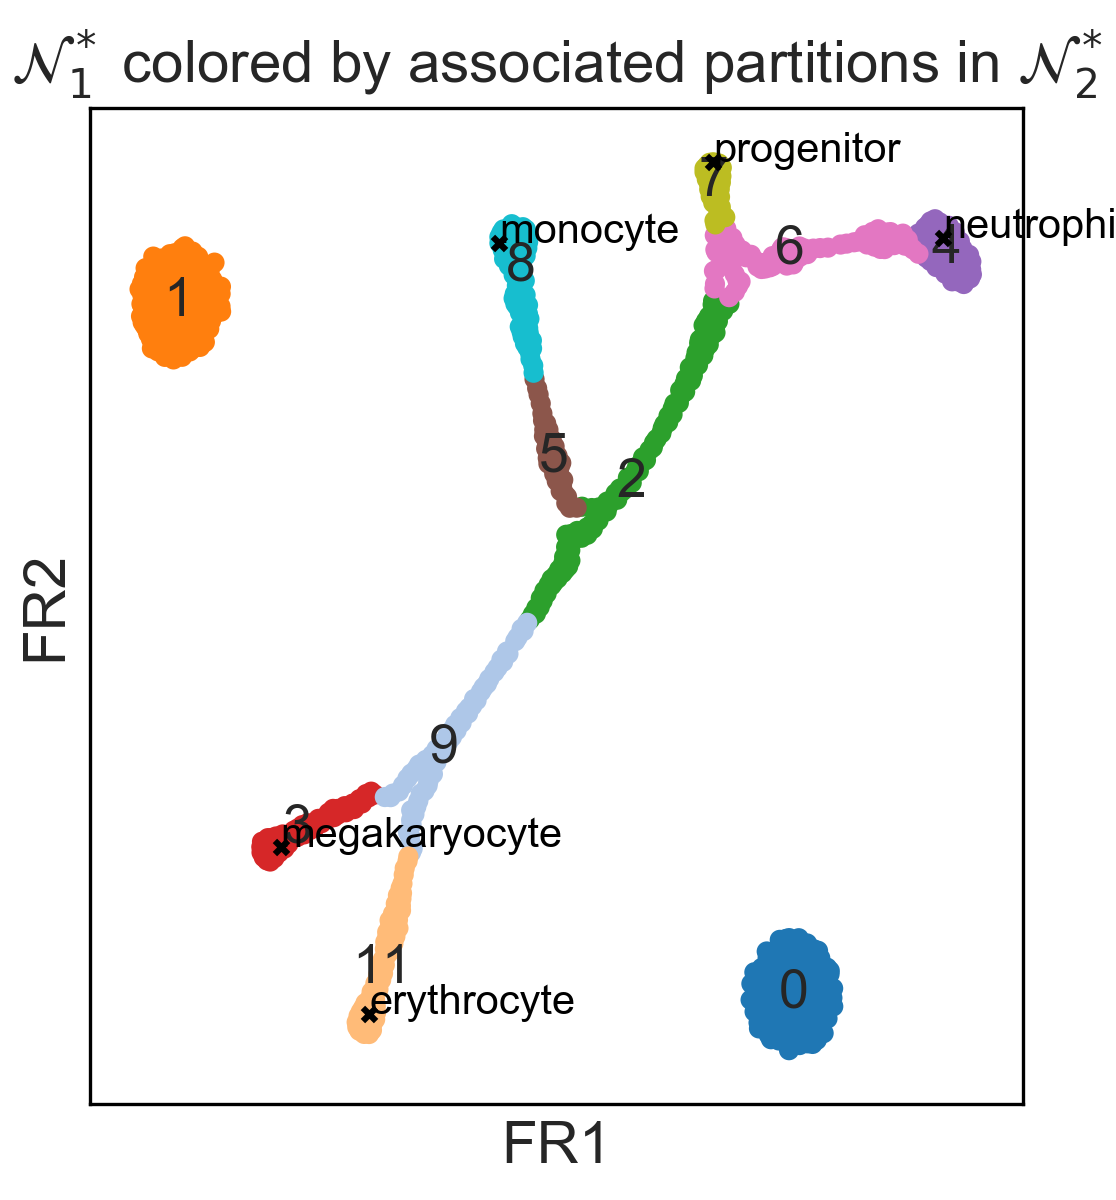 𝒩₁* colored by associated partitions in 𝒩₂*
progenitor
7
monocyte
neutrophi
6
4
8
1
5
2
FR2
9
3
megakaryocyte
11
erythrocyte
0
FR1